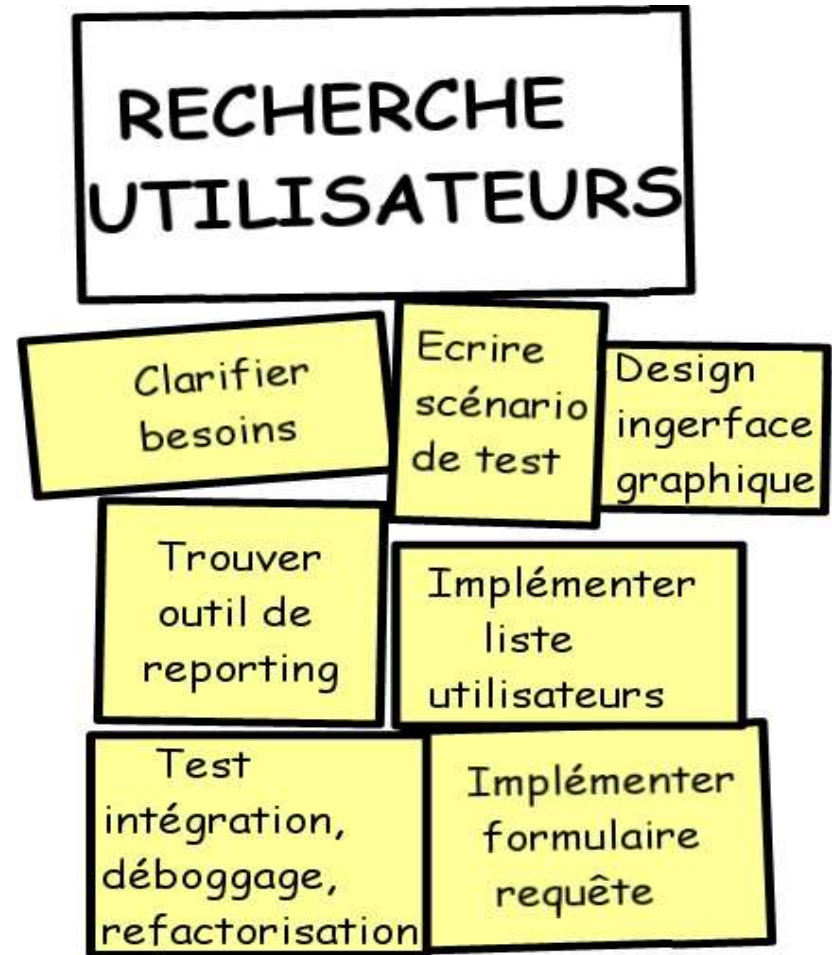 RECHERCHE
UTILISATEURS
Clarifier
besoins
Ecrire
scénario
de test
Design
ingerface
graphique
Trouver
outil de
reporting
Implémenter
liste
utilisateurs
Test
intégration,
déboggage,
refactorisation
Implémenter
formulaire
requête